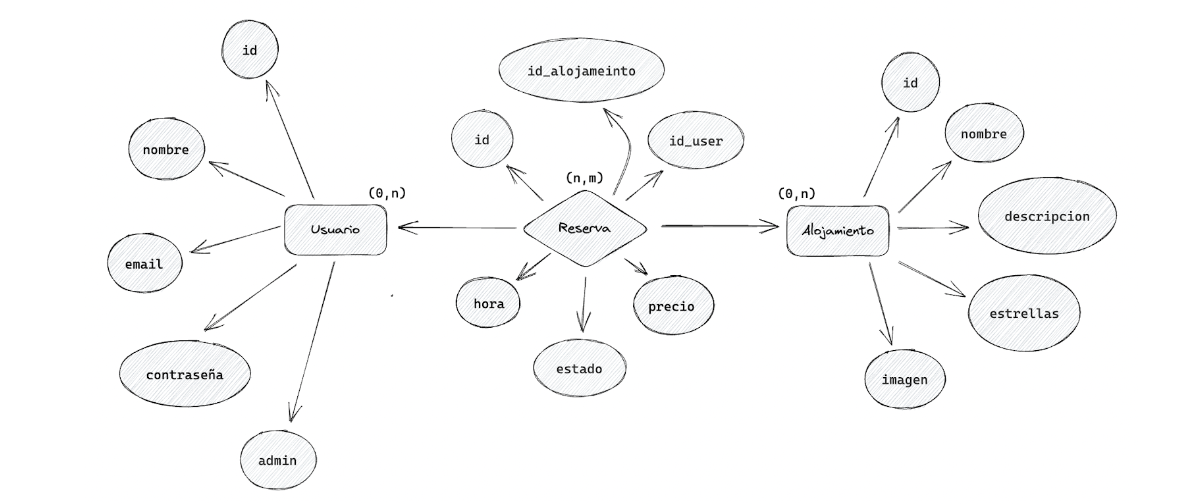 id
nombre
email
contraseña
admin
(0,n)
Usuario
id_alojameinto
id
id_user
(n,m)
Reserva
hora
precio
estado
(0,n)
Alojamiento
id
nombre
descripcion
estrellas
imagen